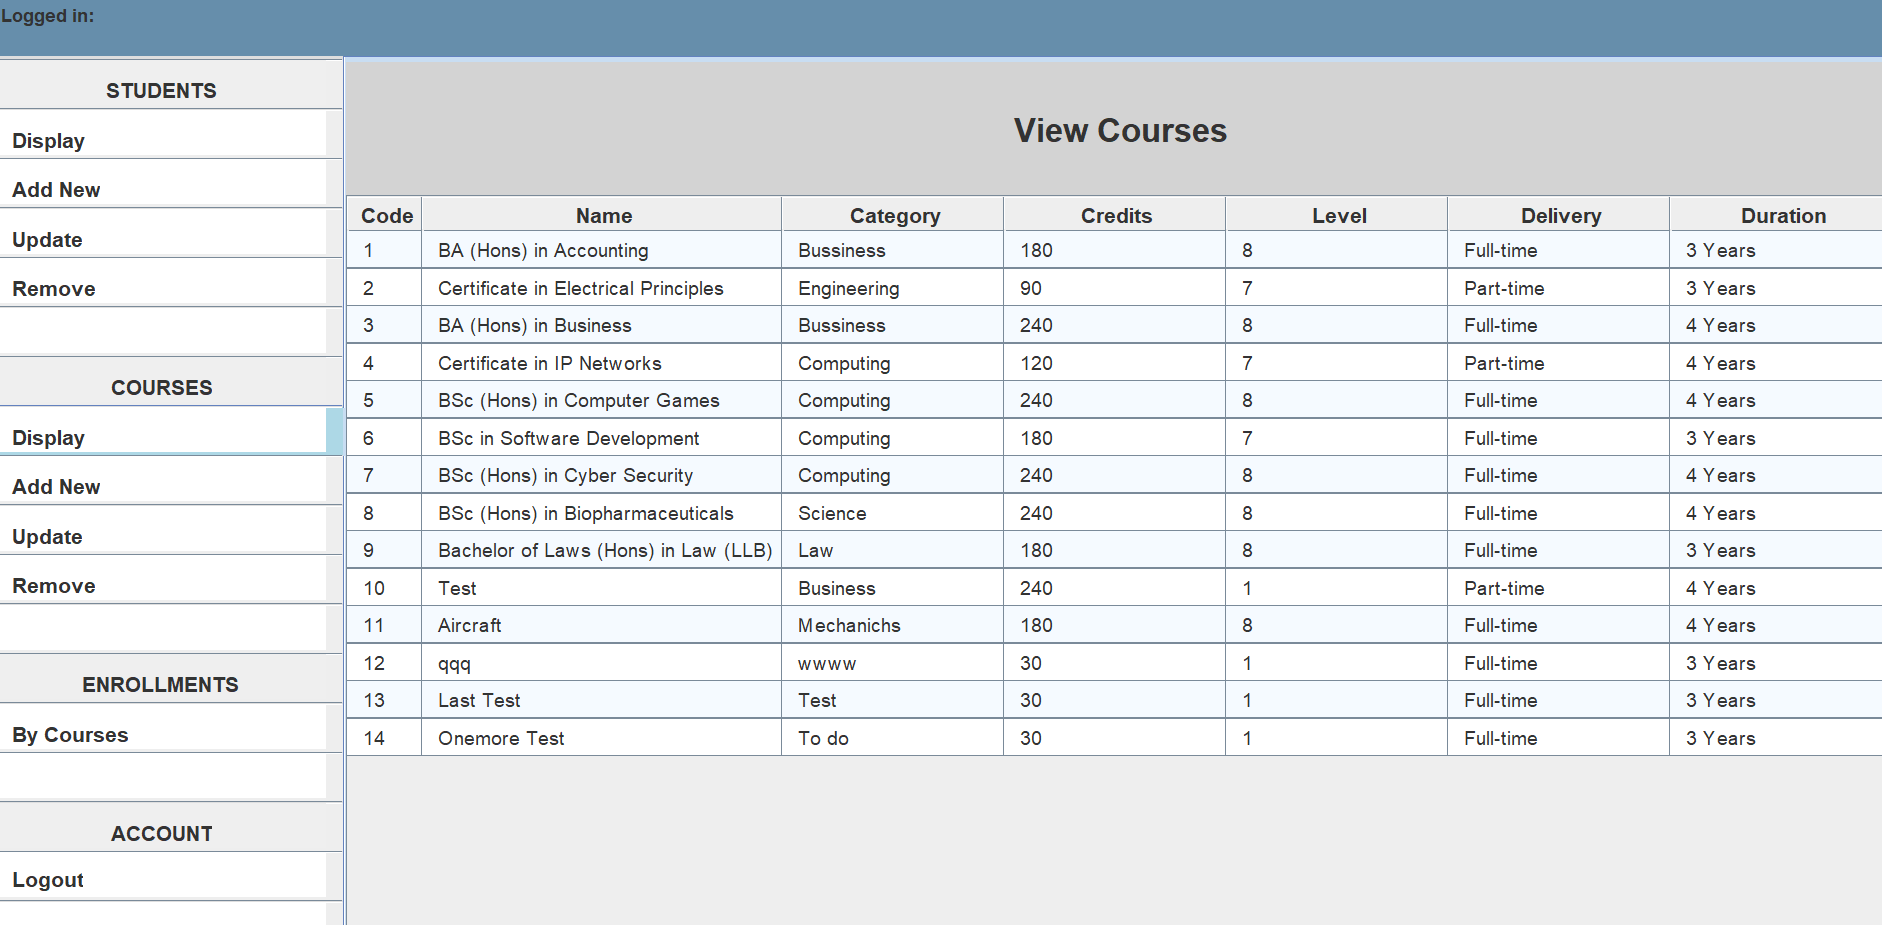 Logged in:
STUDENTS
Display
Add New
Update
Remove
COURSES
Display
Add New
Update
Remove
ENROLLMENTS
By Courses
ACCOUNT
Logout
View Courses
Code Name Category Credits Level Delivery Duration
1 BA (Hons) in Accounting Bussiness 180 8 Full-time 3 Years
2 Certificate in Electrical Principles Engineering 90 7 Part-time 3 Years
3 BA (Hons) in Business Bussiness 240 8 Full-time 4 Years
4 Certificate in IP Networks Computing 120 7 Part-time 4 Years
5 BSc (Hons) in Computer Games Computing 240 8 Full-time 4 Years
6 BSc in Software Development Computing 180 7 Full-time 3 Years
7 BSc (Hons) in Cyber Security Computing 240 8 Full-time 4 Years
8 BSc (Hons) in Biopharmaceuticals Science 240 8 Full-time 4 Years
9 Bachelor of Laws (Hons) in Law (LLB) Law 180 8 Full-time 3 Years
10 Test Business 240 1 Part-time 4 Years
11 Aircraft Mechanichs 180 8 Full-time 4 Years
12 qqq wwww 30 1 Full-time 3 Years
13 Last Test Test 30 1 Full-time 3 Years
14 Onemore Test To do 30 1 Full-time 3 Years